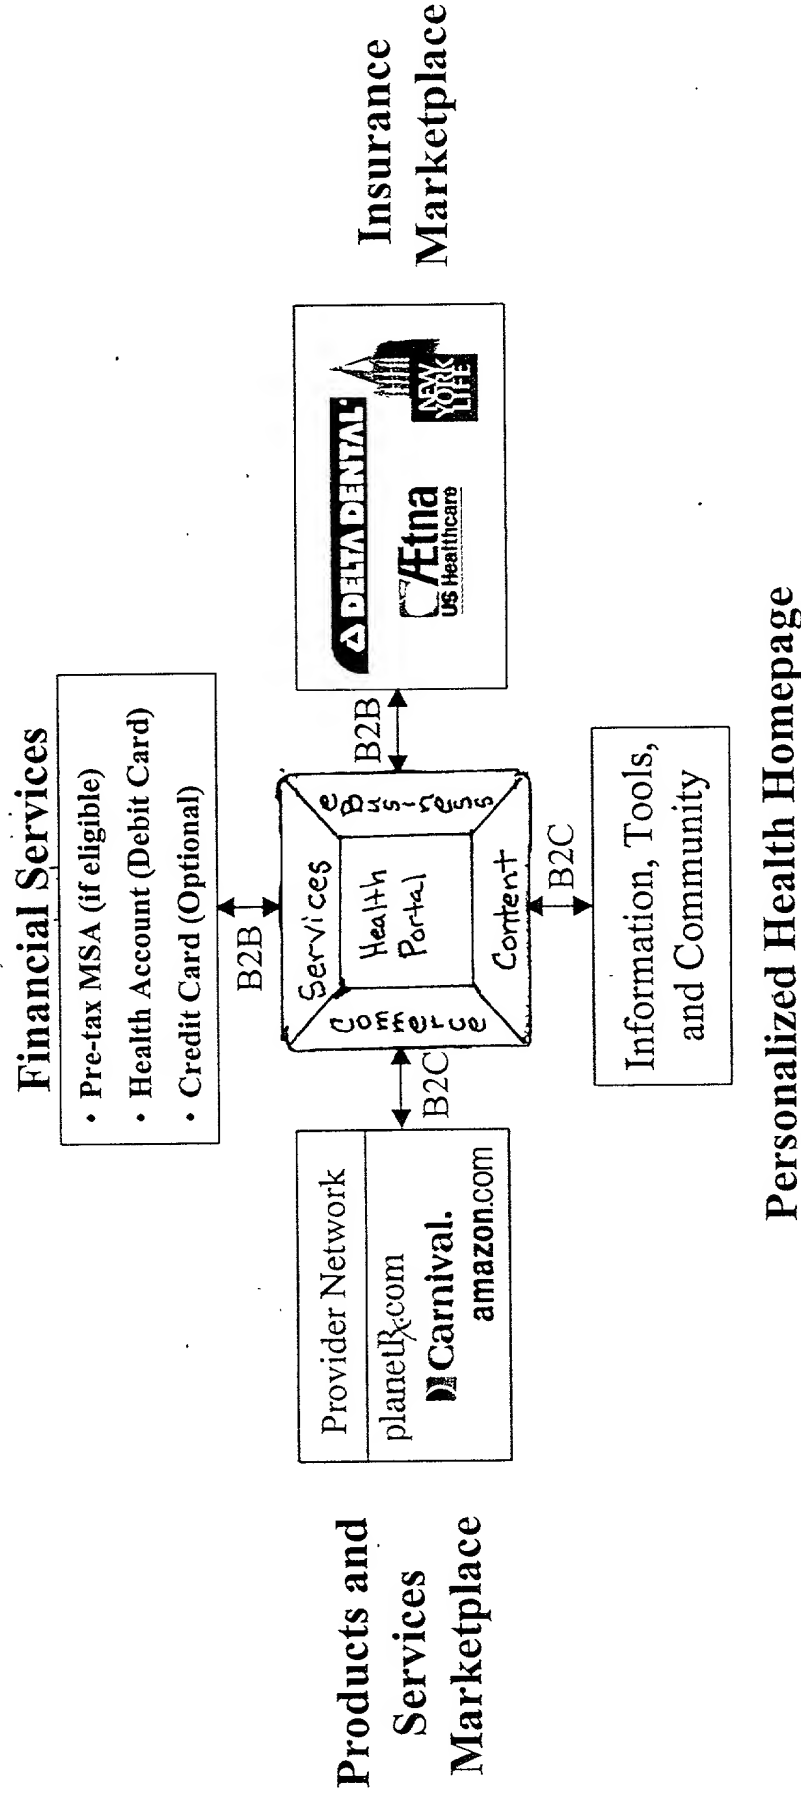 Financial Services
• Pre-tax MSA (if eligible)
• Health Account (Debit Card)
• Credit Card (Optional)
B2B
Products and
Services
Marketplace
Provider Network
planetRx.com
Carnival.
amazon.com
B2C
Services
Commerce
Health
Portal
eBusiness
Content
B2B
DELTA DENTAL
Ætna
US Healthcare
NEW
YORK
LIFE
Insurance
Marketplace
B2C
Information, Tools,
and Community
Personalized Health Homepage